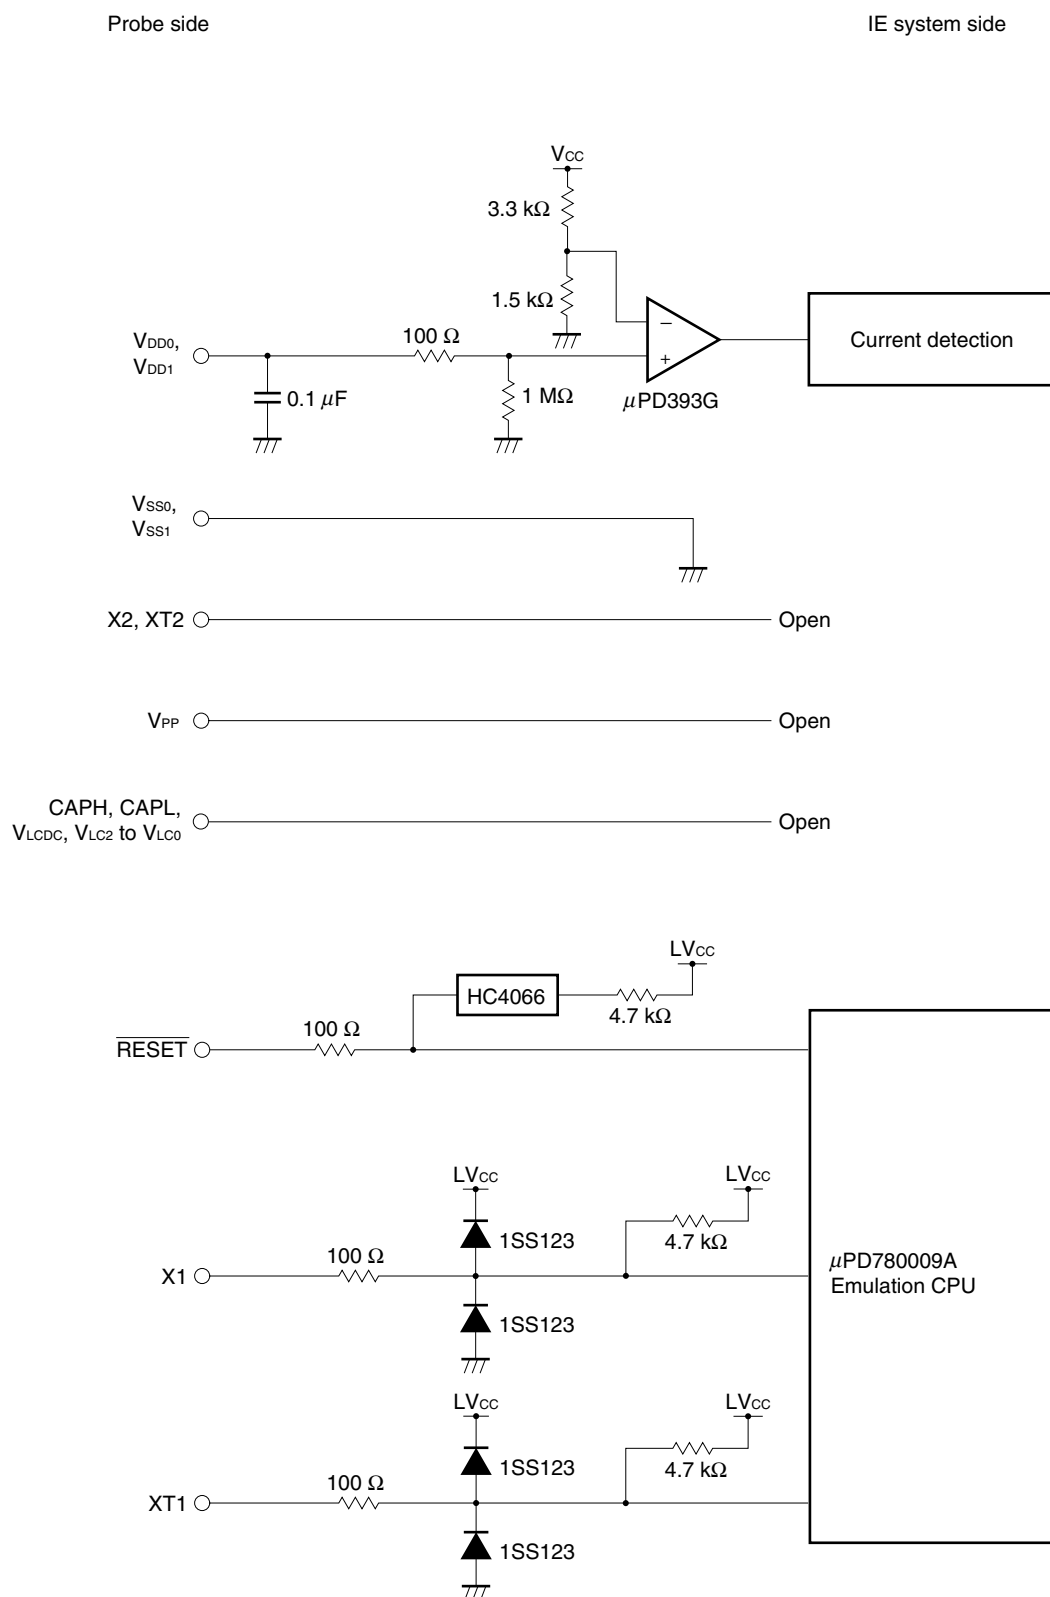 Probe side
IE system side
VCC
3.3 kΩ
1.5 kΩ
VDD0,
VDD1
100 Ω
−
+
Current detection
0.1 μF
1 MΩ
μPD393G
VSS0,
VSS1
X2, XT2
Open
VPP
Open
CAPH, CAPL,
VLCDC, VLC2 to VLC0
Open
LVCC
HC4066
4.7 kΩ
100 Ω
RESET
LVCC
LVCC
1SS123
4.7 kΩ
100 Ω
X1
μPD780009A
Emulation CPU
1SS123
LVCC
LVCC
1SS123
4.7 kΩ
100 Ω
XT1
1SS123